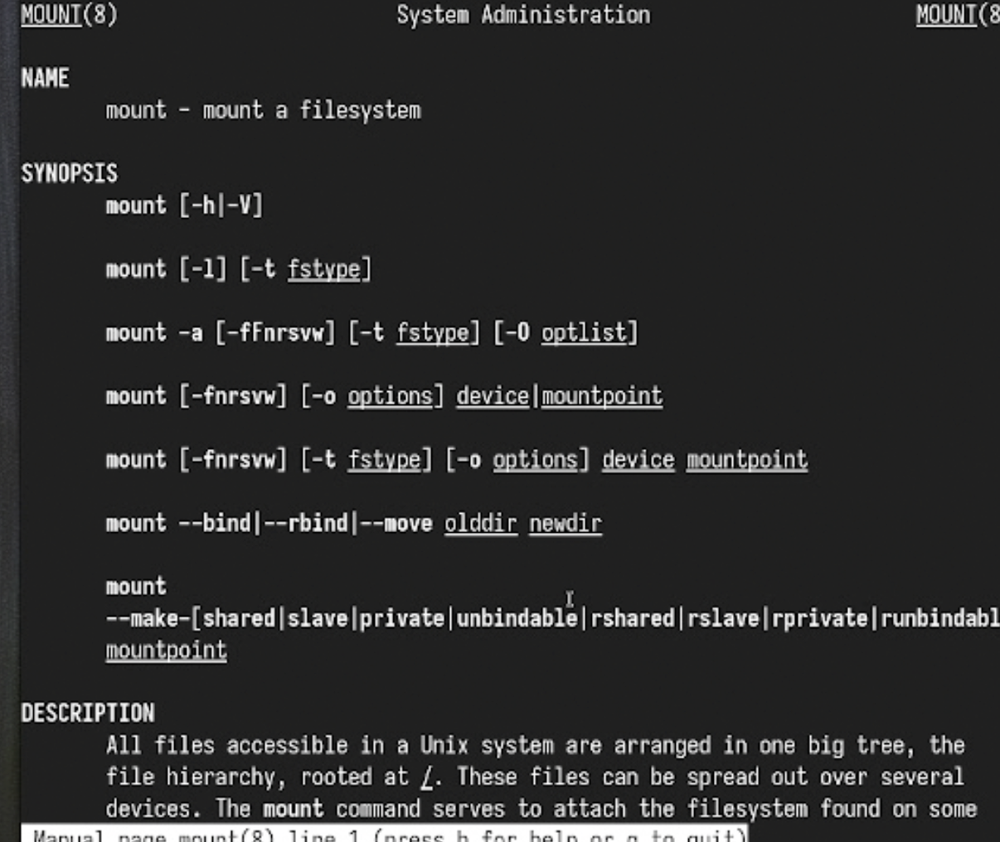 MOUNT(8) System Administration MOUNT(8
NAME
mount - mount a filesystem
SYNOPSIS
mount [-h|-V]
mount [-l] [-t fstype]
mount -a [-fFnrsvw] [-t fstype] [-O optlist]
mount [-fnrsvw] [-o options] device|mountpoint
mount [-fnrsvw] [-t fstype] [-o options] device mountpoint
mount --bind|--rbind|--move olddir newdir
mount
--make-[shared|slave|private|unbindable|rshared|rslave|rprivate|runbindabl
mountpoint
DESCRIPTION
All files accessible in a Unix system are arranged in one big tree, the
file hierarchy, rooted at /. These files can be spread out over several
devices. The mount command serves to attach the filesystem found on some
Manual page mount(8) line 1 (press h for help or q to quit)